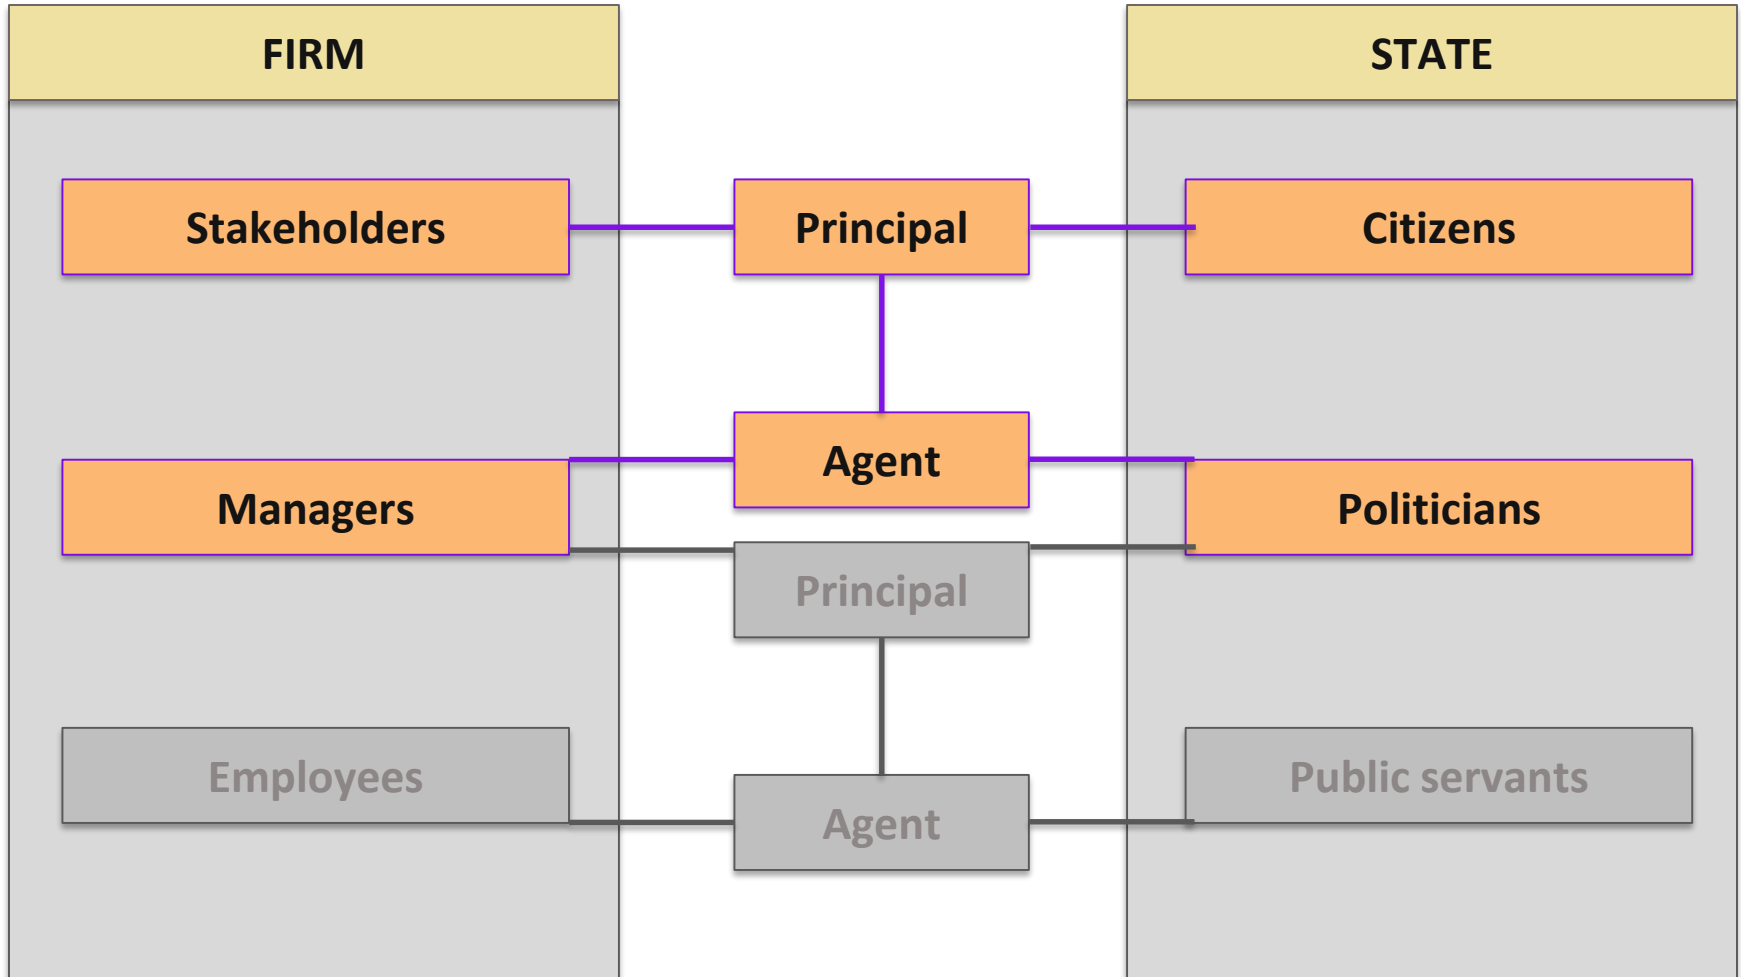 FIRM
STATE
Stakeholders
Principal
Citizens
Agent
Managers
Politicians
Principal
Employees
Public servants
Agent